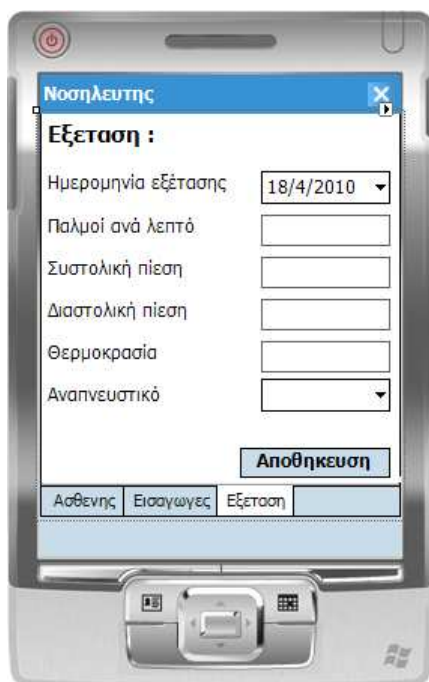 Νοσηλευτης
Εξεταση :
Ημερομηνία εξέτασης 18/4/2010
Παλμοί ανά λεπτό
Συστολική πίεση
Διαστολική πίεση
Θερμοκρασία
Αναπνευστικό
Αποθηκευση
Ασθενης Εισαγωγες Εξεταση